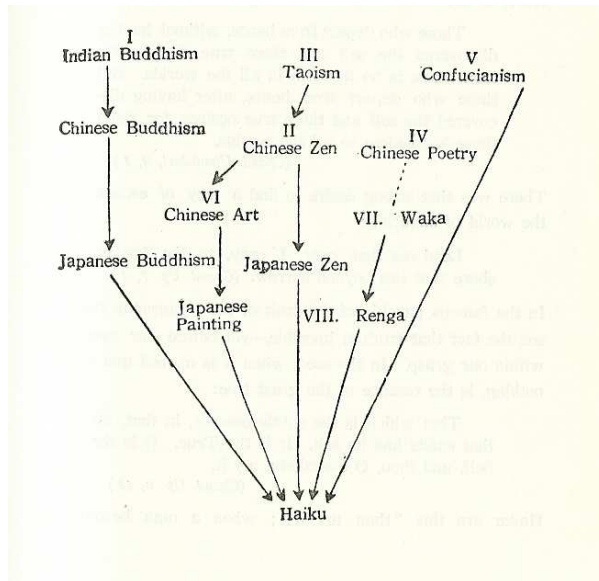 I
Indian Buddhism
III
Taoism
V
Confucianism
Chinese Buddhism
II
Chinese Zen
IV
Chinese Poetry
VI
Chinese Art
VII. Waka
Japanese Buddhism
Japanese Zen
Japanese
Painting
VIII. Renga
Haiku